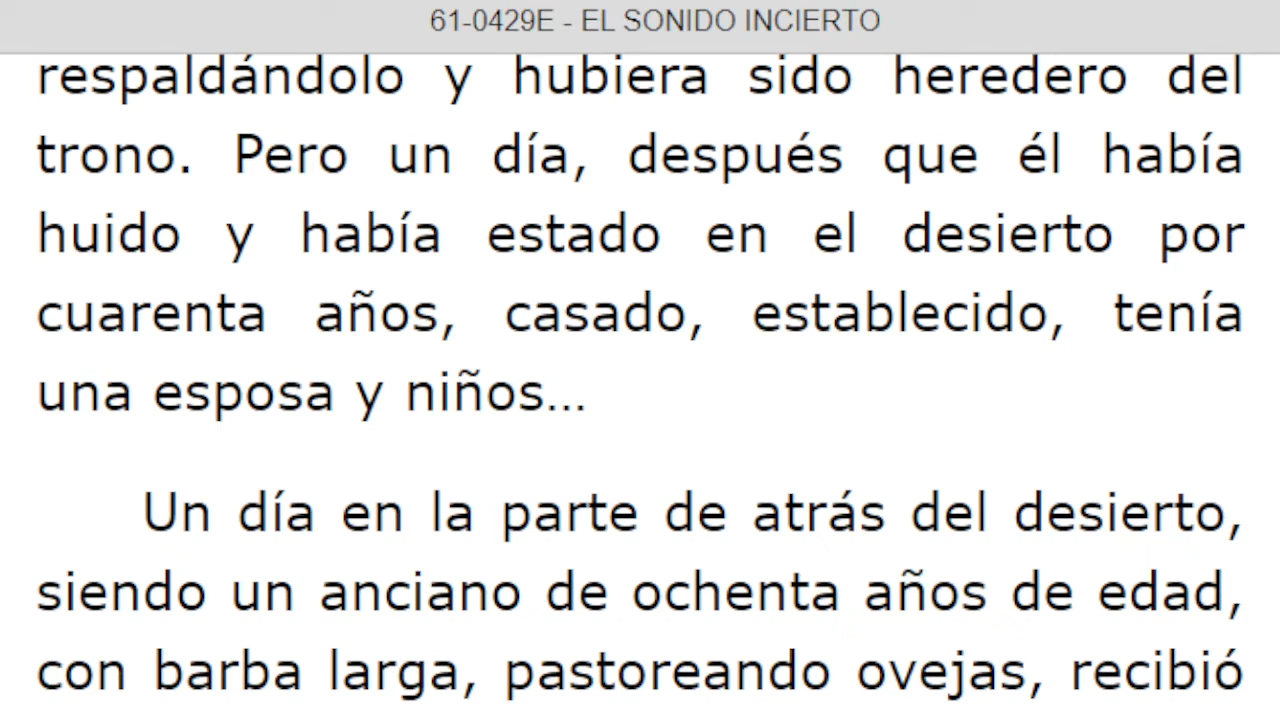 61-0429E - EL SONIDO INCIERTO
respaldándolo y hubiera sido heredero del
trono. Pero un día, después que él había
huido y había estado en el desierto por
cuarenta años, casado, establecido, tenía
una esposa y niños...
Un día en la parte de atrás del desierto,
siendo un anciano de ochenta años de edad,
con barba larga, pastoreando ovejas, recibió